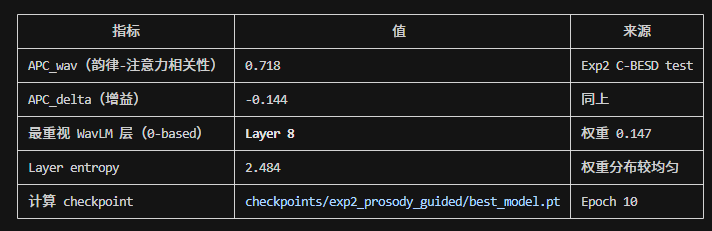 指标 值 来源
APC_wav（韵律-注意力相关性） 0.718 Exp2 C-BESD test
APC_delta（增益） -0.144 同上
最重视 WavLM 层（0-based） Layer 8 权重 0.147
Layer entropy 2.484 权重分布较均匀
计算 checkpoint checkpoints/exp2_prosody_guided/best_model.pt Epoch 10